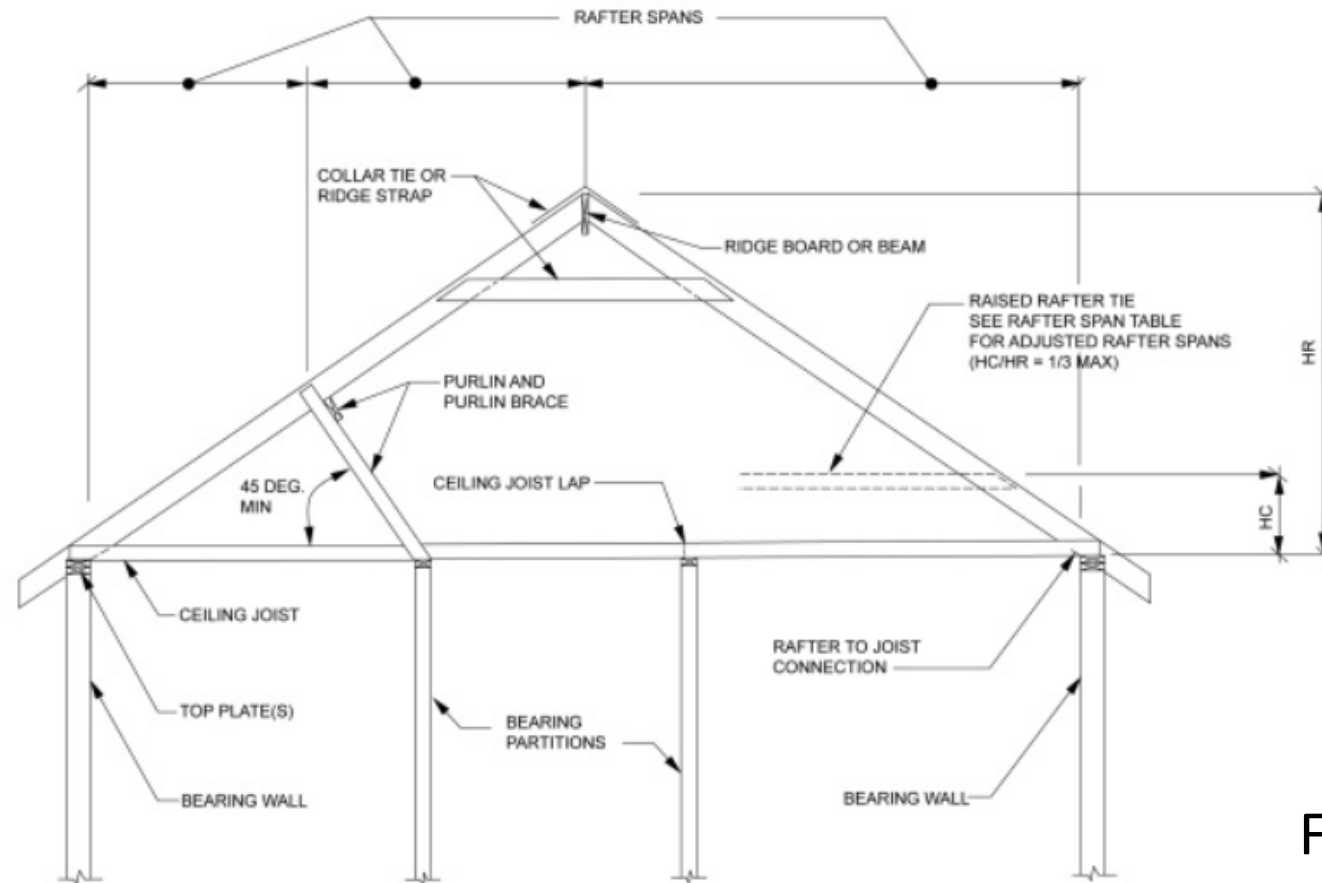 RAFTER SPANS
COLLAR TIE OR
RIDGE STRAP
RIDGE BOARD OR BEAM
RAISED RAFTER TIE
SEE RAFTER SPAN TABLE
FOR ADJUSTED RAFTER SPANS
(HC/HR = 1/3 MAX)
HR
PURLIN AND
PURLIN BRACE
45 DEG.
MIN
CEILING JOIST LAP
HC
CEILING JOIST
RAFTER TO JOIST
CONNECTION
TOP PLATE(S)
BEARING
PARTITIONS
BEARING WALL
BEARING WALL
F